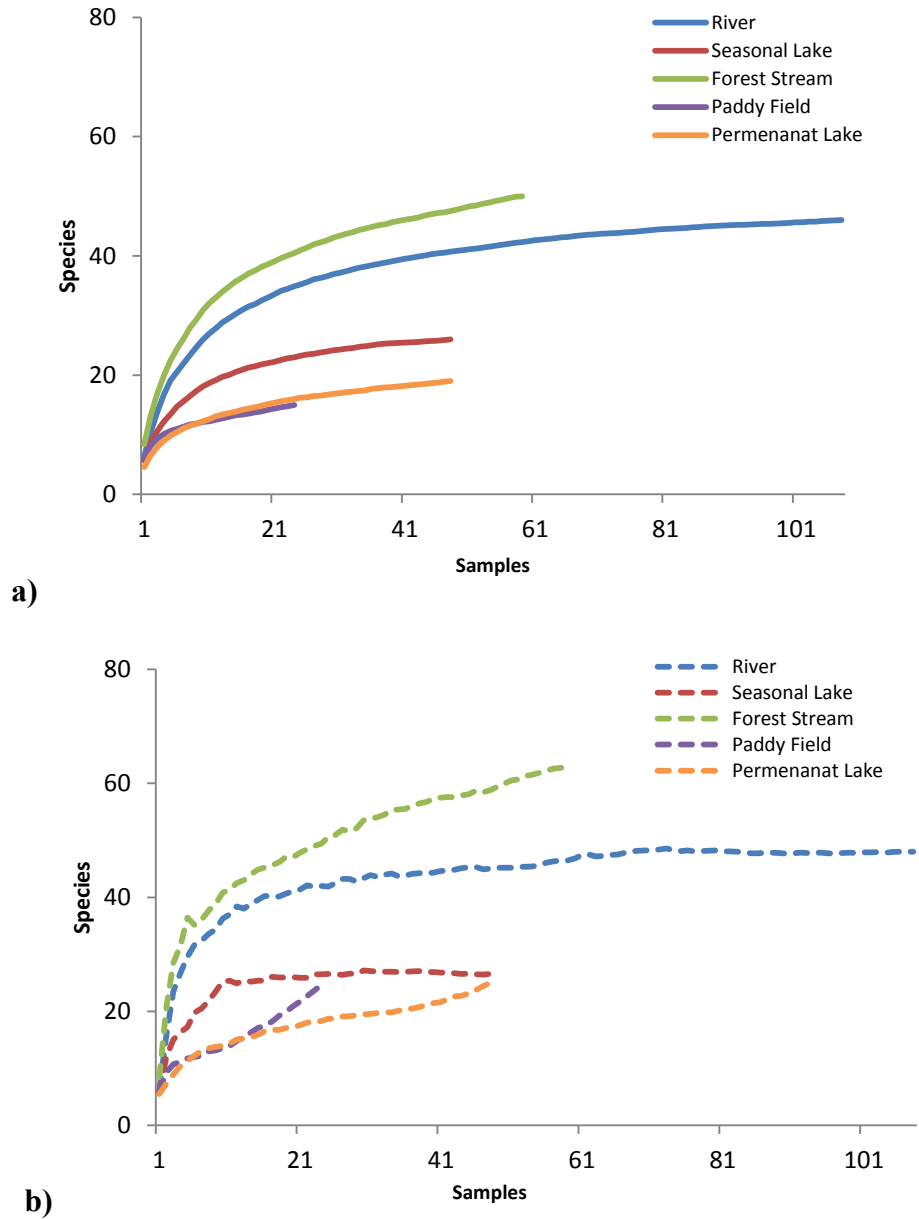 80
60
40
20
0
Species
River
Seasonal Lake
Forest Stream
Paddy Field
Permenanat Lake
1 21 41 61 81 101
Samples
a)
80
60
40
20
0
Species
River
Seasonal Lake
Forest Stream
Paddy Field
Permenanat Lake
1 21 41 61 81 101
Samples
b)